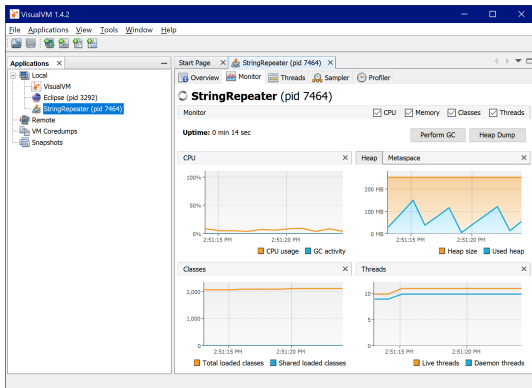 VisualVM 1.4.2
File Applications View Tools Window Help
Applications
Local
VisualVM
Eclipse (pid 3292)
StringRepeater (pid 7464)
Remote
VM Coredumps
Snapshots
Start Page StringRepeater (pid 7464)
Overview Monitor Threads Sampler Profiler
StringRepeater (pid 7464)
Monitor CPU Memory Classes Threads
Uptime: 0 min 14 sec Perform GC Heap Dump
CPU
100%
50%
0%
2:51:15 PM 2:51:20 PM
CPU usage GC activity
Heap Metaspace
200 MB
100 MB
0 MB
2:51:15 PM 2:51:20 PM
Heap size Used heap
Classes
2,000
1,000
0
2:51:15 PM 2:51:20 PM
Total loaded classes Shared loaded classes
Threads
10
5
0
2:51:15 PM 2:51:20 PM
Live threads Daemon threads